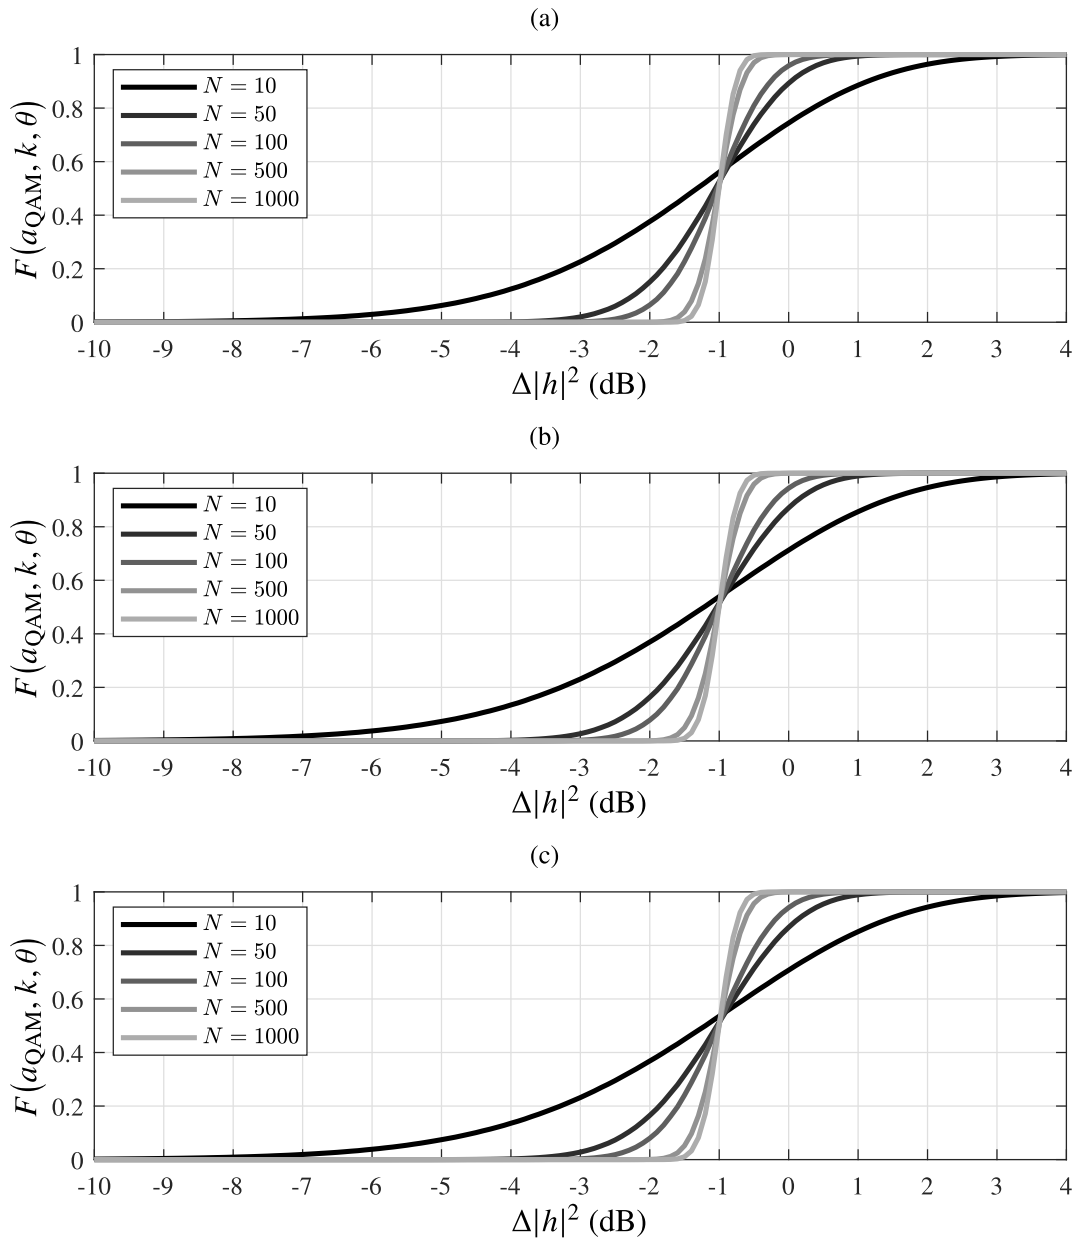 (a)
F(a_QAM, k, θ)
1
0.8
0.6
0.4
0.2
0
N = 10
N = 50
N = 100
N = 500
N = 1000
-10 -9 -8 -7 -6 -5 -4 -3 -2 -1 0 1 2 3 4
Δ|h|² (dB)
(b)
F(a_QAM, k, θ)
1
0.8
0.6
0.4
0.2
0
N = 10
N = 50
N = 100
N = 500
N = 1000
-10 -9 -8 -7 -6 -5 -4 -3 -2 -1 0 1 2 3 4
Δ|h|² (dB)
(c)
F(a_QAM, k, θ)
1
0.8
0.6
0.4
0.2
0
N = 10
N = 50
N = 100
N = 500
N = 1000
-10 -9 -8 -7 -6 -5 -4 -3 -2 -1 0 1 2 3 4
Δ|h|² (dB)